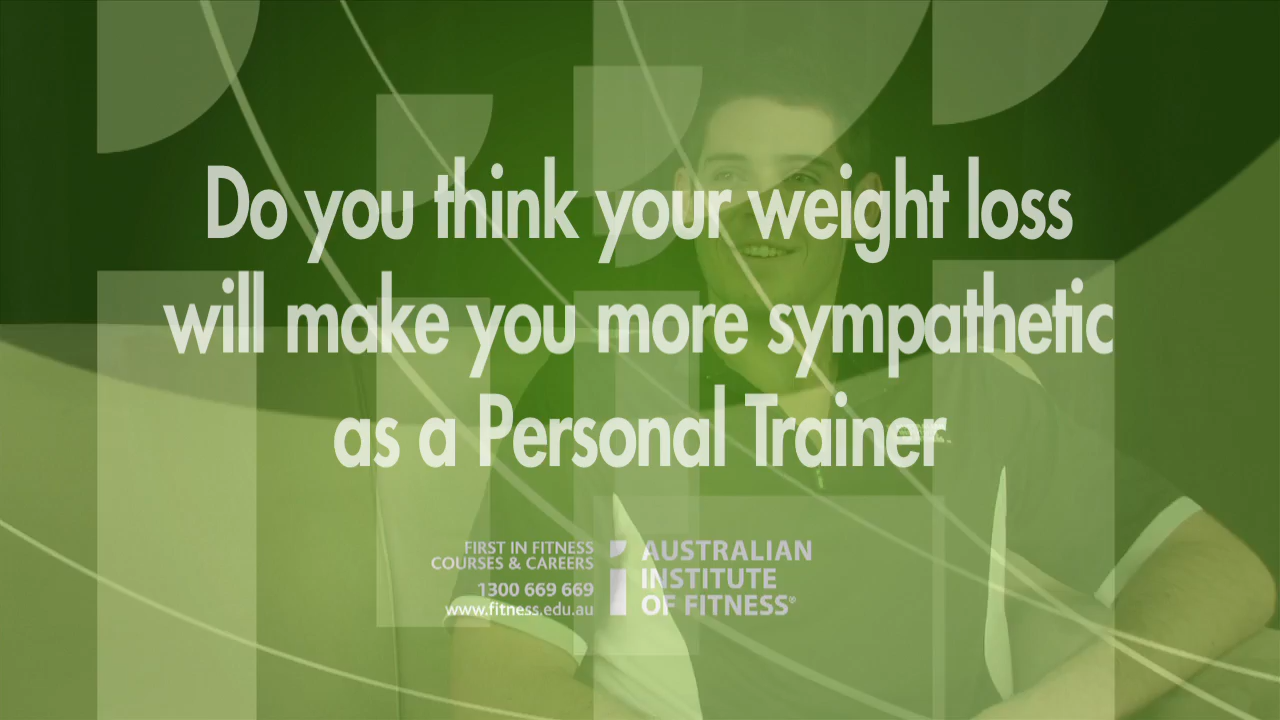 Do you think your weight loss
will make you more sympathetic
as a Personal Trainer
FIRST IN FITNESS
COURSES & CAREERS
1300 669 669
www.fitness.edu.au
AUSTRALIAN
INSTITUTE
OF FITNESS®